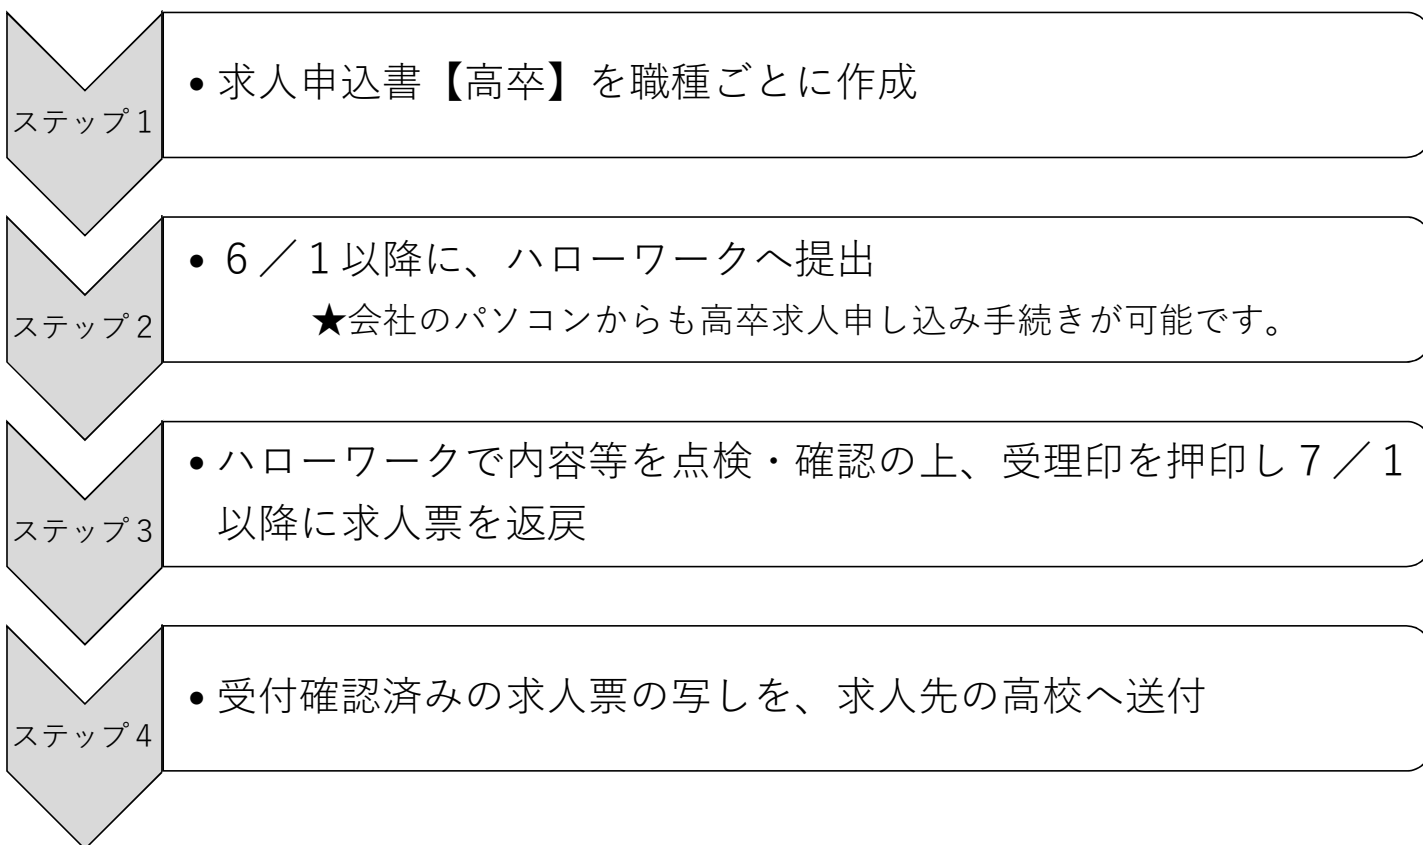 ステップ1
• 求人申込書【高卒】を職種ごとに作成
ステップ2
• 6/1以降に、ハローワークへ提出
★会社のパソコンからも高卒求人申し込み手続きが可能です。
ステップ3
• ハローワークで内容等を点検・確認の上、受理印を押印し7/1
以降に求人票を返戻
ステップ4
• 受付確認済みの求人票の写しを、求人先の高校へ送付